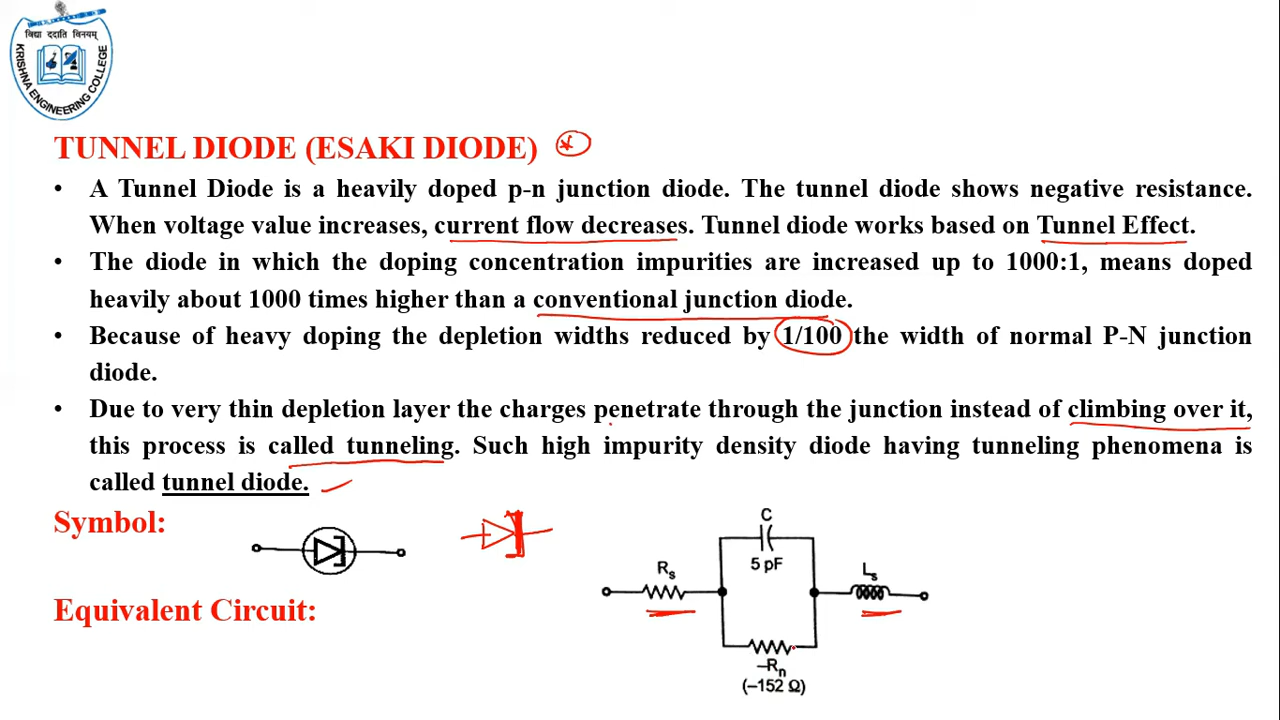 विद्या ददाति विनयम्
KRISHNA ENGINEERING COLLEGE
TUNNEL DIODE (ESAKI DIODE)
• A Tunnel Diode is a heavily doped p-n junction diode. The tunnel diode shows negative resistance.
When voltage value increases, current flow decreases. Tunnel diode works based on Tunnel Effect.
• The diode in which the doping concentration impurities are increased up to 1000:1, means doped
heavily about 1000 times higher than a conventional junction diode.
• Because of heavy doping the depletion widths reduced by 1/100 the width of normal P-N junction
diode.
• Due to very thin depletion layer the charges penetrate through the junction instead of climbing over it,
this process is called tunneling. Such high impurity density diode having tunneling phenomena is
called tunnel diode.
Symbol:
C
5 pF
Rs
Ls
Equivalent Circuit:
–Rn
(–152 Ω)